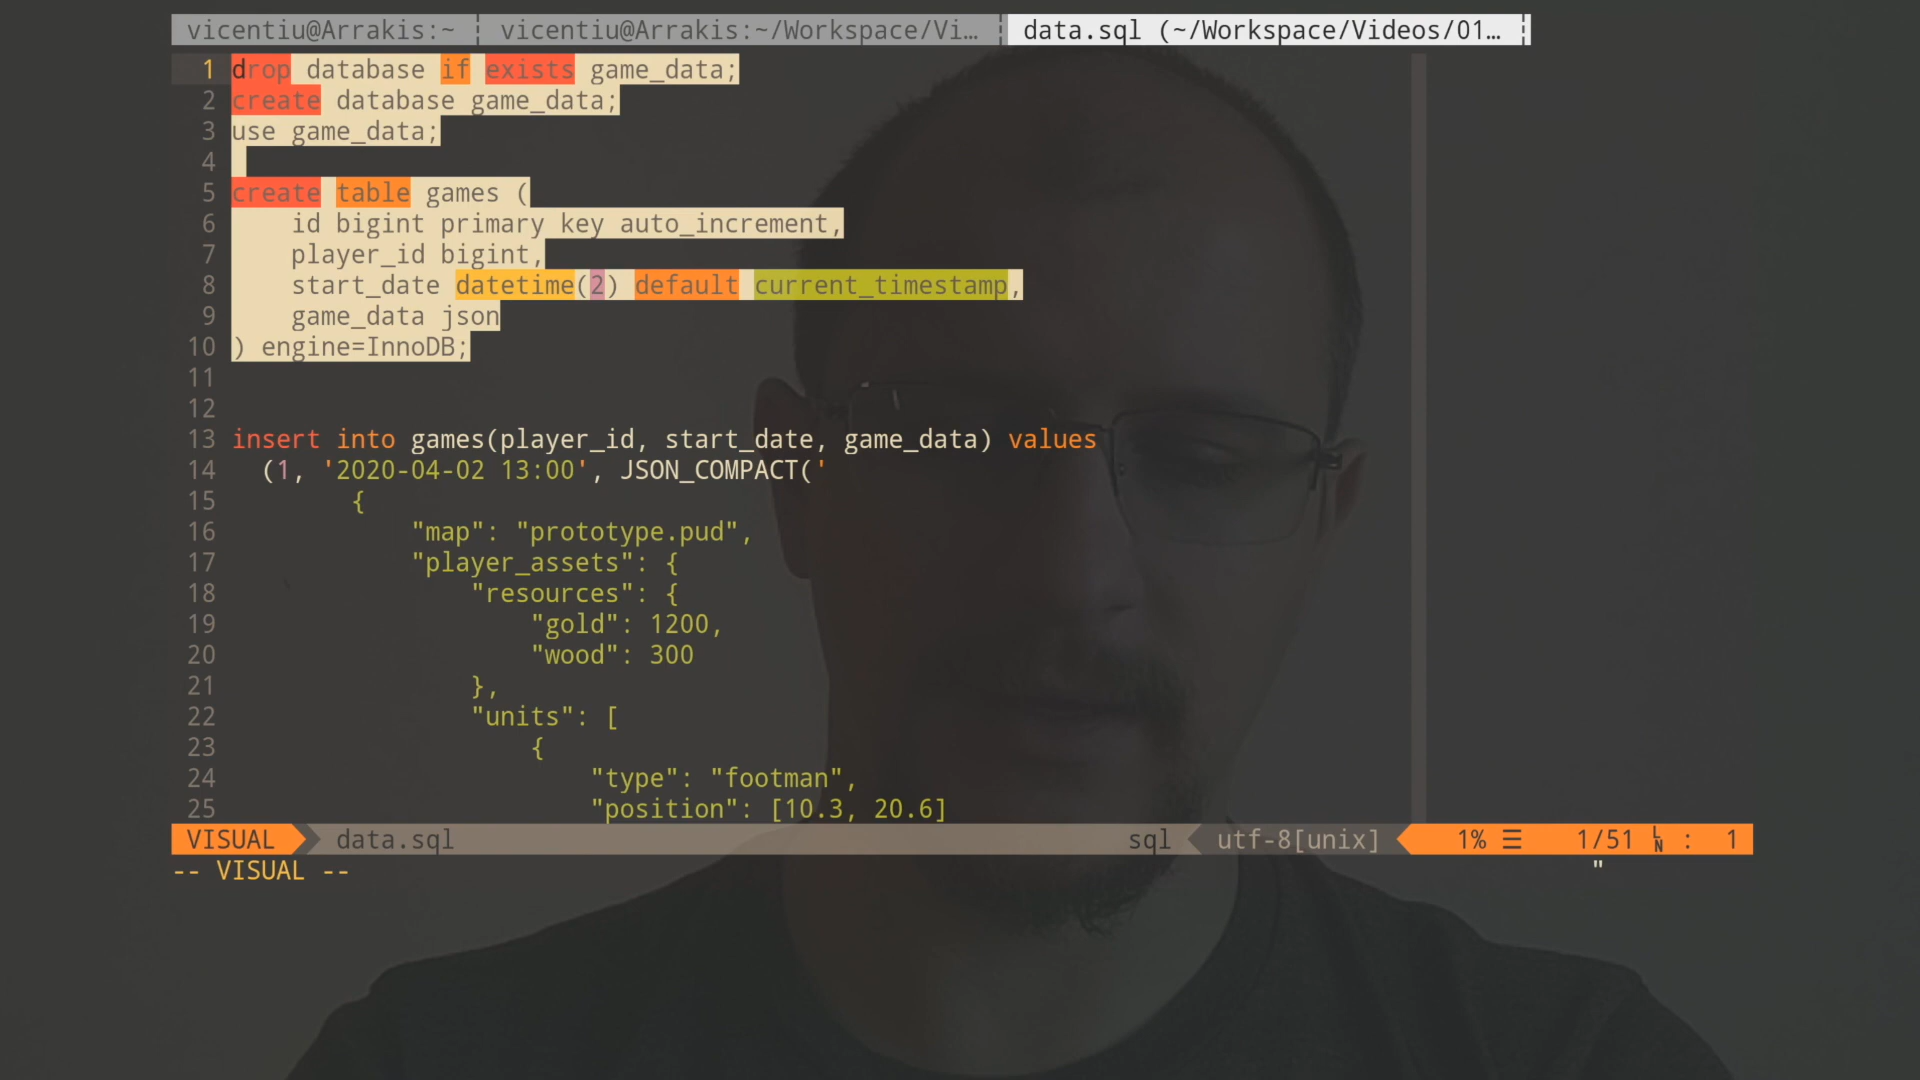 vicentiu@Arrakis:~ ¦ vicentiu@Arrakis:~/Workspace/Vi… ¦ data.sql (~/Workspace/Videos/01… ¦
1 drop database if exists game_data;
2 create database game_data;
3 use game_data;
4
5 create table games (
6     id bigint primary key auto_increment,
7     player_id bigint,
8     start_date datetime(2) default current_timestamp,
9     game_data json
10 ) engine=InnoDB;
11
12
13 insert into games(player_id, start_date, game_data) values
14   (1, '2020-04-02 13:00', JSON_COMPACT('
15         {
16             "map": "prototype.pud",
17             "player_assets": {
18                 "resources": {
19                     "gold": 1200,
20                     "wood": 300
21                 },
22                 "units": [
23                     {
24                         "type": "footman",
25                         "position": [10.3, 20.6]
VISUAL data.sql sql utf-8[unix] 1% ☰ 1/51 LN : 1
-- VISUAL -- "